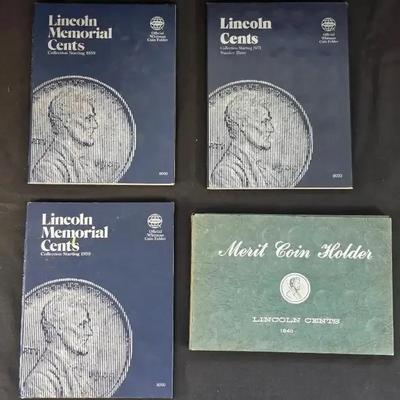 Lincoln
Memorial
Cents
Collection Starting 1959
Official
Whitman
Coin Folder
Lincoln
Cents
Collection Starting 1975
Number Three
Official
Whitman
Coin Folder
Lincoln
Memorial
Cents
Collection Starting 1959
Official
Whitman
Coin Folder
Merit Coin Holder
LINCOLN CENTS